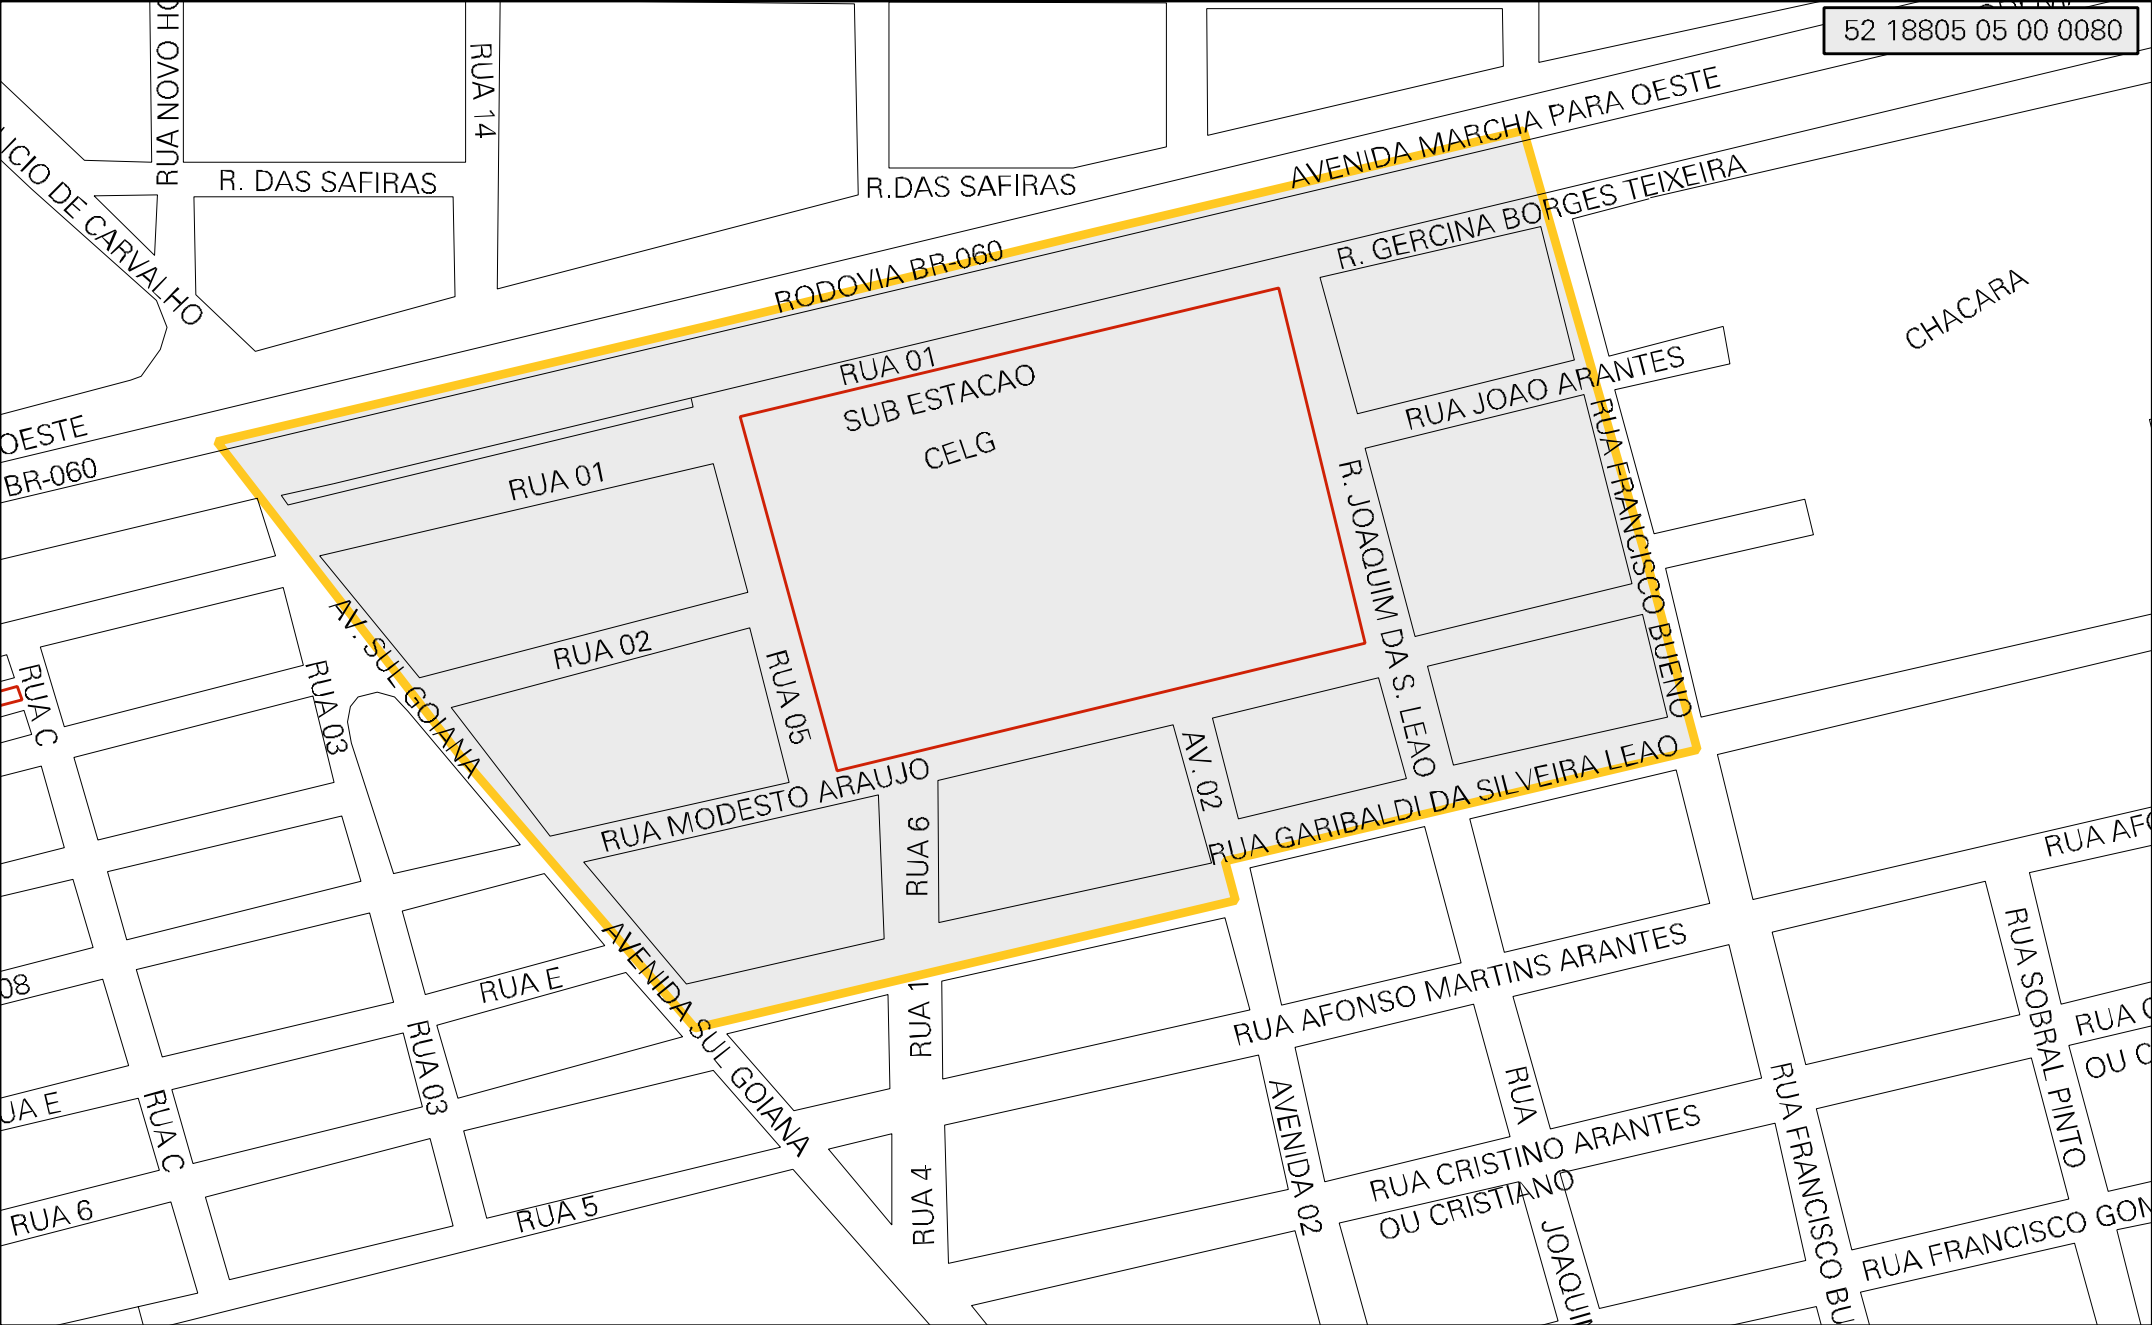 52 18805 05 00 0080
RUA NOVO
RUA 14
R. DAS SAFIRAS
R.DAS SAFIRAS
AVENIDA MARCHA PARA OESTE
R. GERCINA BORGES TEIXEIRA
DE CARVALHO
RODOVIA BR-060
CHACARA
RUA 01
SUB ESTACAO
CELG
RUA JOAO ARANTES
OESTE
BR-060
RUA 01
R. JOAQUIM DA S. LEAO
RUA FRANCISCO BUENO
AV. SUL GOIANA
RUA 02
RUA 05
RUA C
RUA 03
AV. 02
RUA MODESTO ARAUJO
RUA GARIBALDI DA SILVEIRA LEAO
RUA 6
RUA AFO
AVENIDA SUL GOIANA
RUA E
08
RUA 1
RUA AFONSO MARTINS ARANTES
RUA SOBRAL PINTO
RUA C
OU C
RUA 03
RUA C
UA E
AVENIDA 02
RUA
JOAQUIM
RUA FRANCISCO BU
RUA CRISTINO ARANTES
OU CRISTIANO
RUA 4
RUA 6
RUA 5
RUA FRANCISCO GON